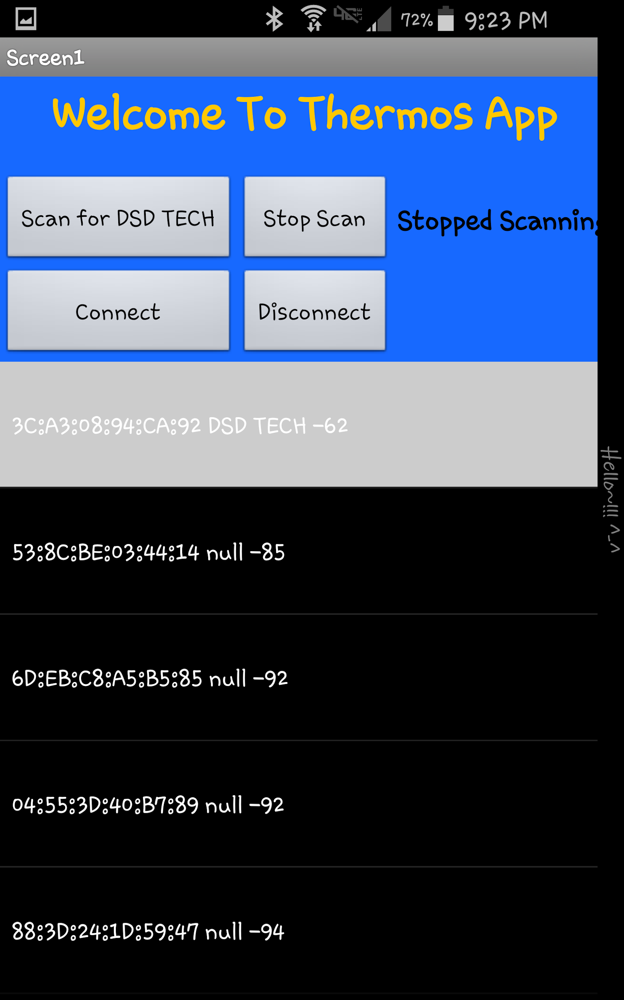 72% 9:23 PM
Screen1
Welcome To Thermos App
Scan for DSD TECH
Stop Scan
Stopped Scanning
Connect
Disconnect
3C:A3:08:94:CA:92 DSD TECH -62
53:8C:BE:03:44:14 null -85
6D:EB:C8:A5:B5:85 null -92
04:55:3D:40:B7:89 null -92
88:3D:24:1D:59:47 null -94
Hello~!!! ^_^